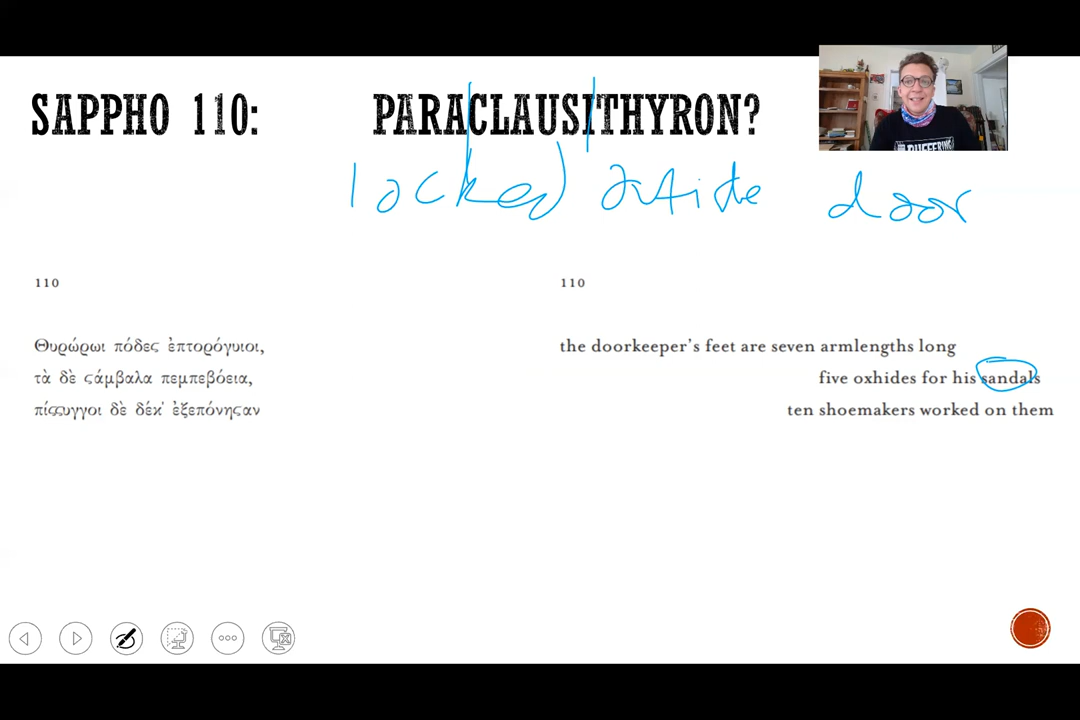 SAPPHO 110: PARACLAUSITHYRON?
BUFFERING
locked outside door
110
Θυρώρωι πόδες ἐπτορόγυιοι,
τὰ δὲ ϲάμβαλα πεμπεβόεια,
πίϲϲυγγοι δὲ δέκ' ἐξεπόνηϲαν
110
the doorkeeper's feet are seven armlengths long
five oxhides for his sandals
ten shoemakers worked on them